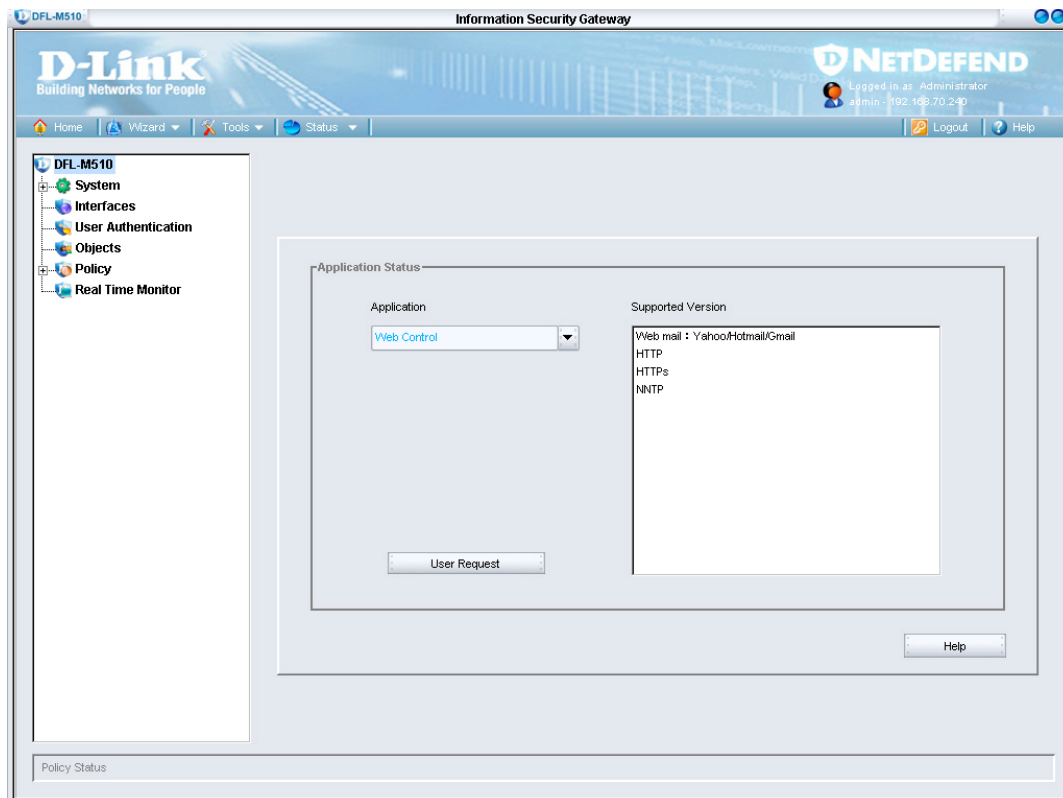 DFL-M510
Information Security Gateway
D-Link
Building Networks for People
NETDEFEND
Logged in as Administrator
admin - 192.168.70.240
Home
Wizard
Tools
Status
Logout
Help
DFL-M510
System
Interfaces
User Authentication
Objects
Policy
Real Time Monitor
Application Status
Application
Supported Version
Web Control
Web mail：Yahoo/Hotmail/Gmail
HTTP
HTTPs
NNTP
User Request
Help
Policy Status